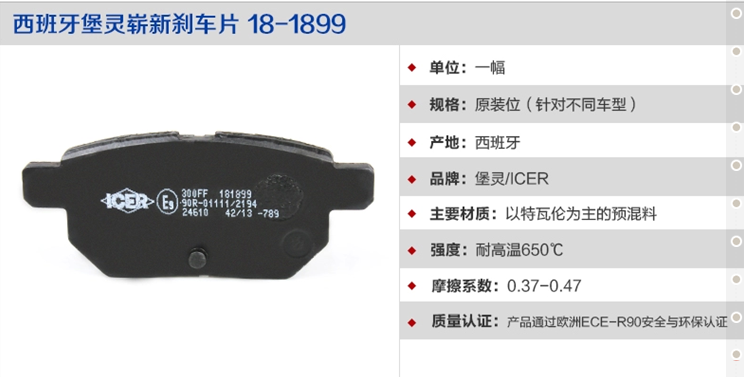 西班牙堡灵崭新刹车片 18-1899
ICER
E9
300FF 181899
90R-01111/2194
24610 42/13 -789
单位：一幅
规格：原装位（针对不同车型）
产地：西班牙
品牌：堡灵/ICER
主要材质：以特瓦伦为主的预混料
强度：耐高温650℃
摩擦系数：0.37-0.47
质量认证：产品通过欧洲ECE-R90安全与环保认证